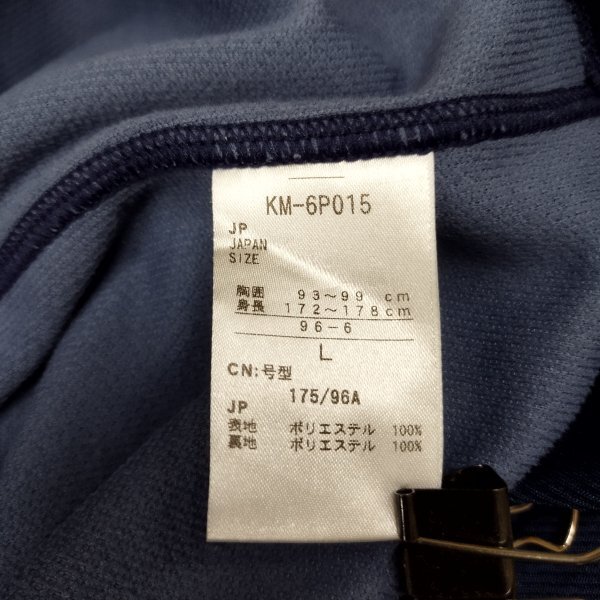 KM-6P015
JP
JAPAN
SIZE
胸囲 93～99 cm
身長 172～178 cm
96-6
L
CN:号型
175/96A
JP
表地 ポリエステル 100%
裏地 ポリエステル 100%